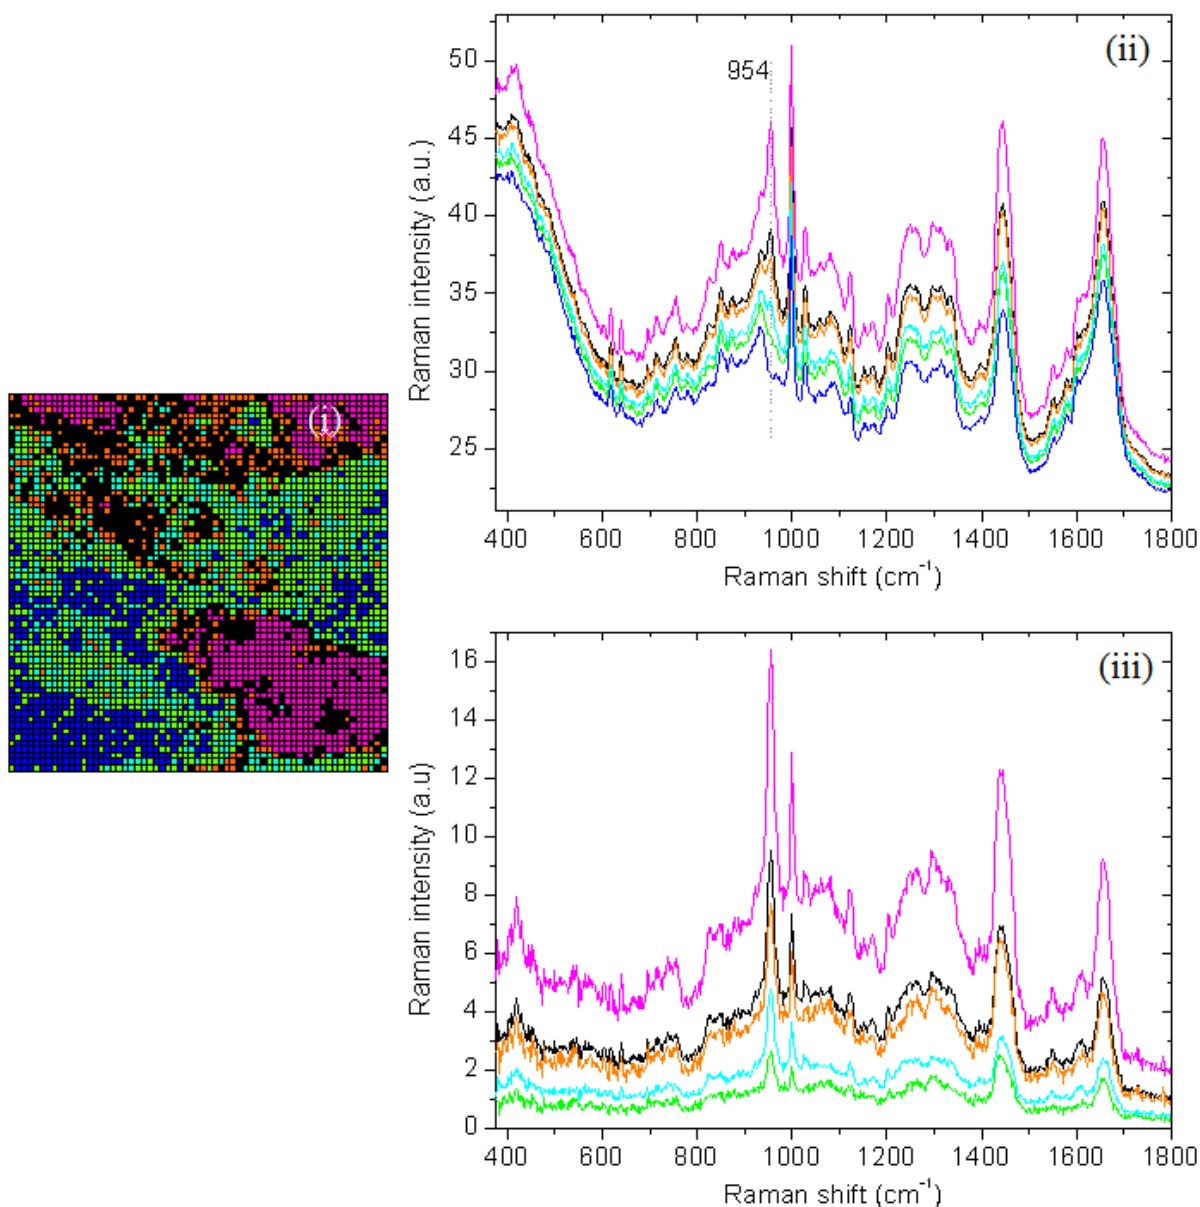 (i)
(ii)
954
50
45
40
35
30
25
Raman intensity (a.u.)
400 600 800 1000 1200 1400 1600 1800
Raman shift (cm⁻¹)
(iii)
16
14
12
10
8
6
4
2
0
Raman intensity (a.u)
400 600 800 1000 1200 1400 1600 1800
Raman shift (cm⁻¹)